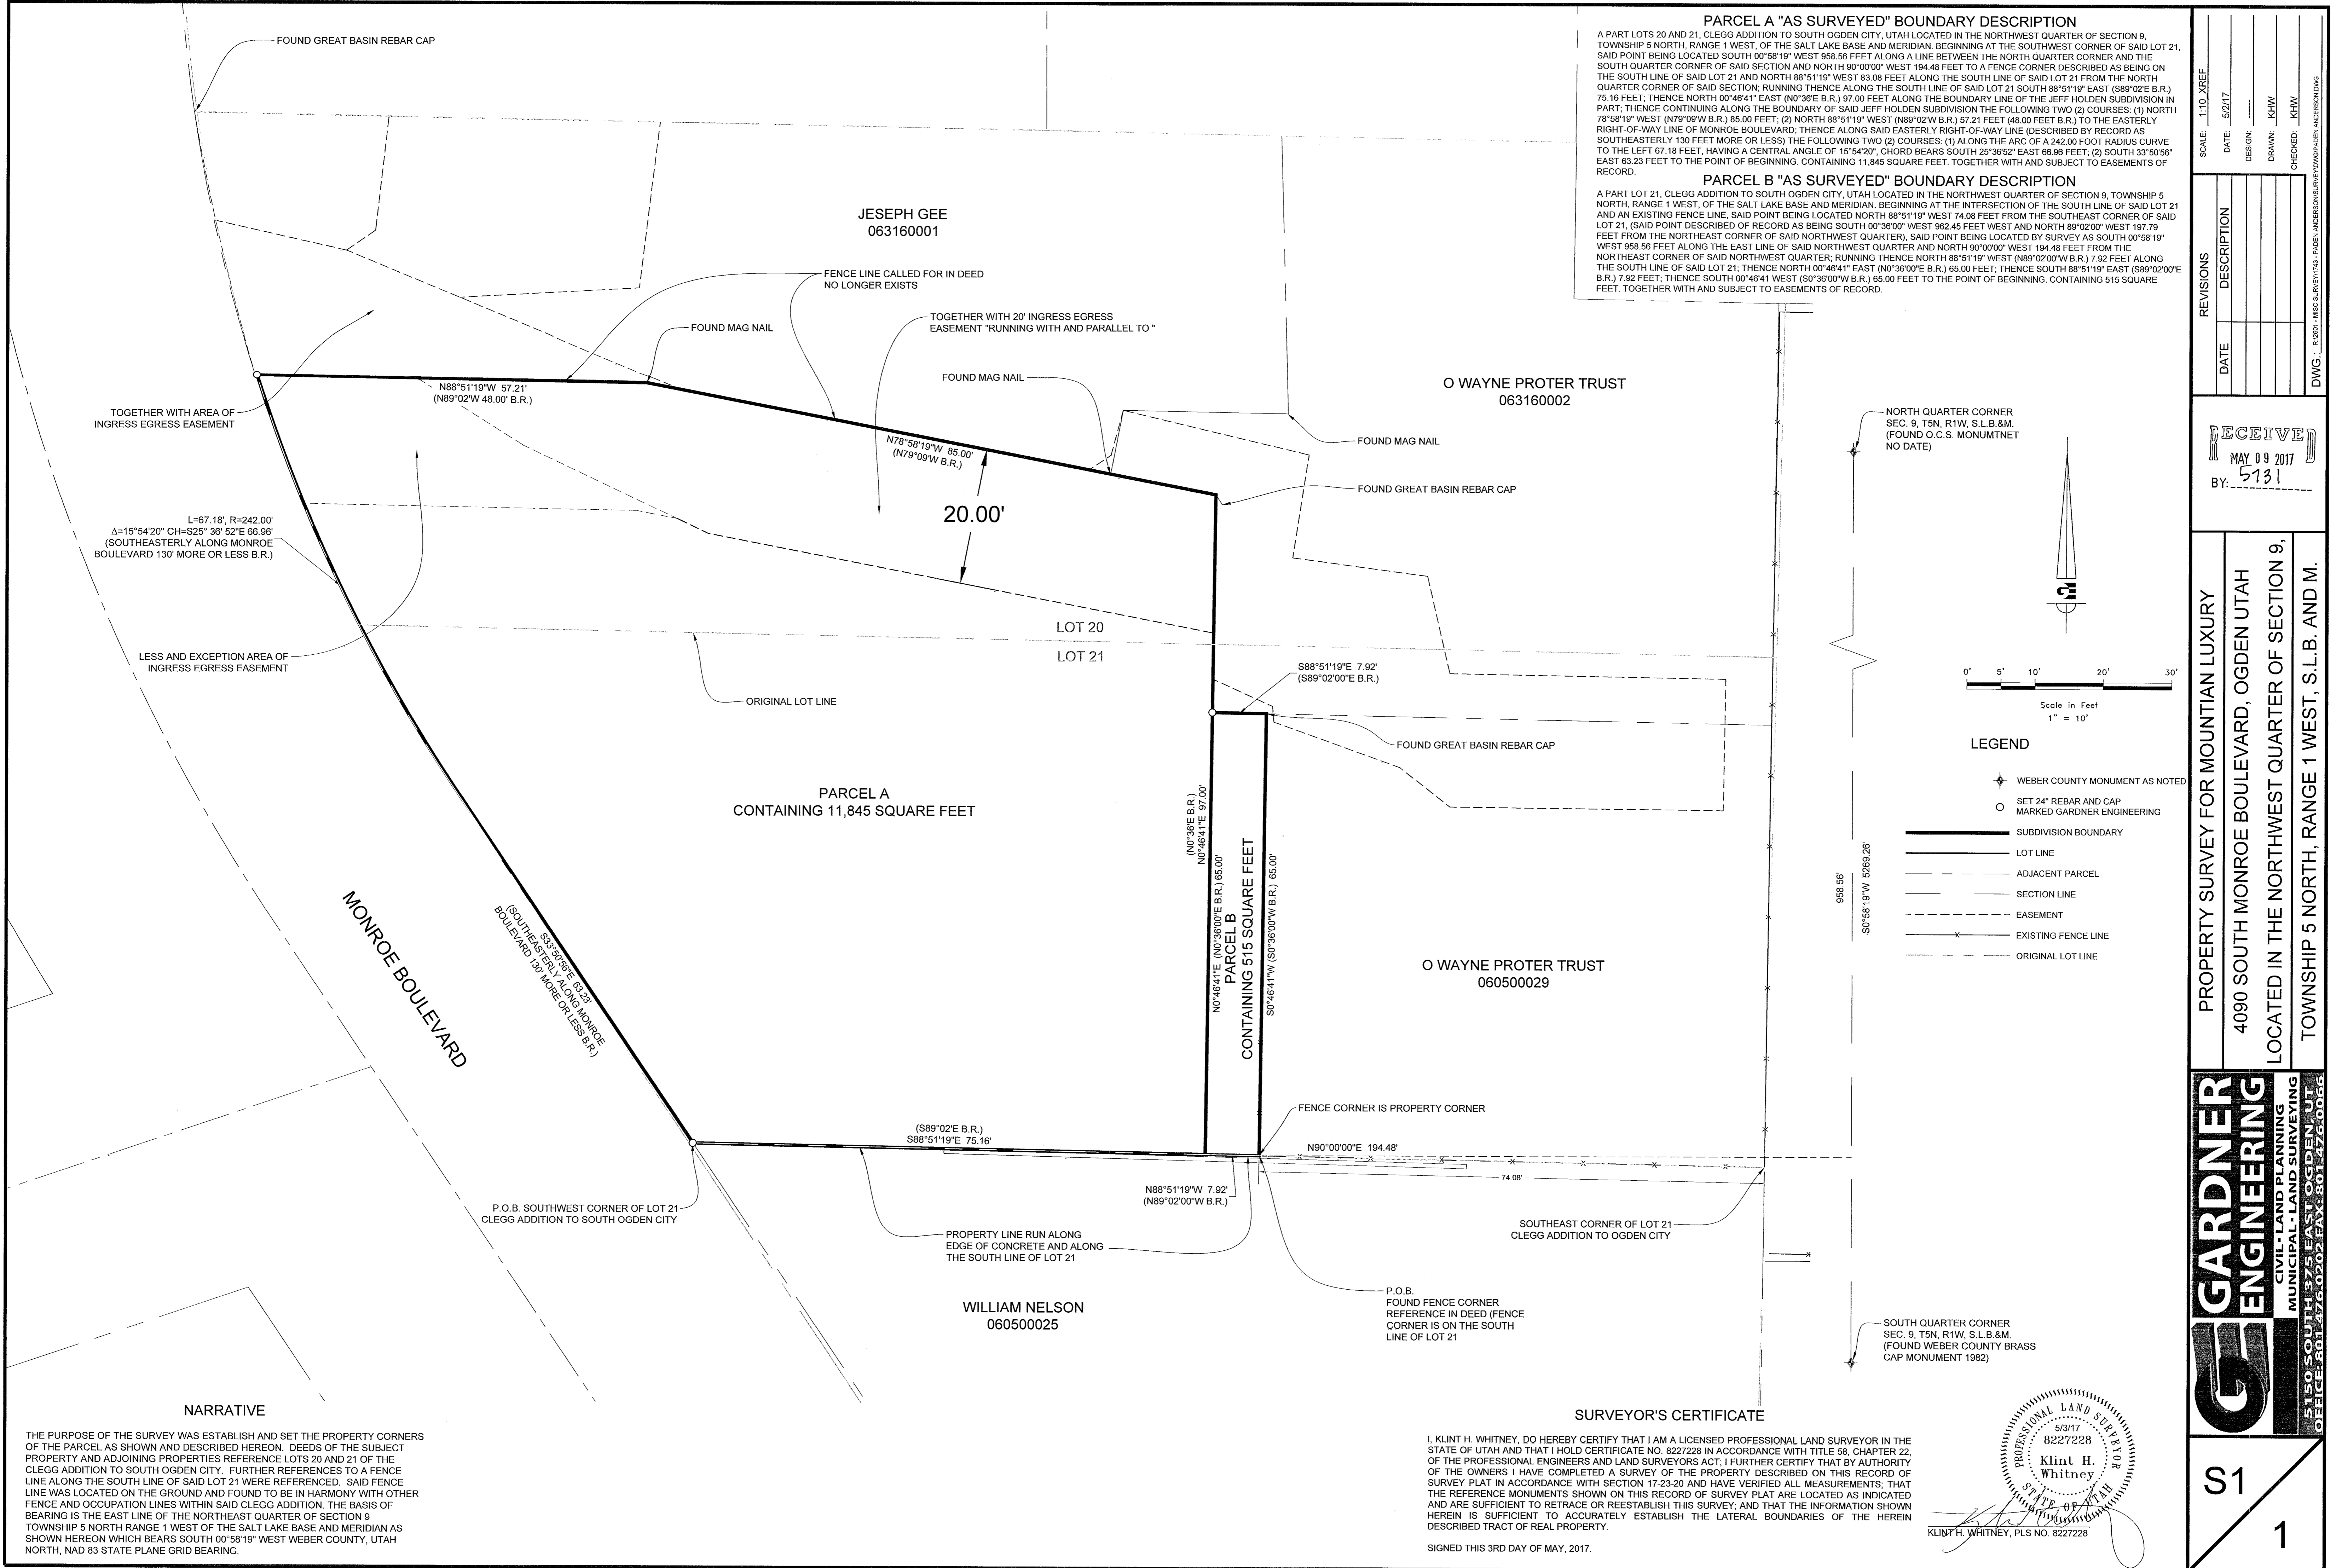 PARCEL A "AS SURVEYED" BOUNDARY DESCRIPTION
A PART LOTS 20 AND 21, CLEGG ADDITION TO SOUTH OGDEN CITY, UTAH LOCATED IN THE NORTHWEST QUARTER OF SECTION 9,
TOWNSHIP 5 NORTH, RANGE 1 WEST, OF THE SALT LAKE BASE AND MERIDIAN. BEGINNING AT THE SOUTHWEST CORNER OF SAID LOT 21,
SAID POINT BEING LOCATED SOUTH 00°58'19" WEST 958.56 FEET ALONG A LINE BETWEEN THE NORTH QUARTER CORNER AND THE
SOUTH QUARTER CORNER OF SAID SECTION AND NORTH 90°00'00" WEST 194.48 FEET TO A FENCE CORNER DESCRIBED AS BEING ON
THE SOUTH LINE OF SAID LOT 21 AND NORTH 88°51'19" WEST 83.08 FEET ALONG THE SOUTH LINE OF SAID LOT 21 FROM THE NORTH
QUARTER CORNER OF SAID SECTION; RUNNING THENCE ALONG THE SOUTH LINE OF SAID LOT 21 SOUTH 88°51'19" EAST (S89°02'E B.R.)
75.16 FEET; THENCE NORTH 00°46'41" EAST (N0°36'E B.R.) 97.00 FEET ALONG THE BOUNDARY LINE OF THE JEFF HOLDEN SUBDIVISION IN
PART; THENCE CONTINUING ALONG THE BOUNDARY OF SAID JEFF HOLDEN SUBDIVISION THE FOLLOWING TWO (2) COURSES: (1) NORTH
78°58'19" WEST (N79°09'W B.R.) 85.00 FEET; (2) NORTH 88°51'19" WEST (N89°02'W B.R.) 57.21 FEET (48.00 FEET B.R.) TO THE EASTERLY
RIGHT-OF-WAY LINE OF MONROE BOULEVARD; THENCE ALONG SAID EASTERLY RIGHT-OF-WAY LINE (DESCRIBED BY RECORD AS
SOUTHEASTERLY 130 FEET MORE OR LESS) THE FOLLOWING TWO (2) COURSES: (1) ALONG THE ARC OF A 242.00 FOOT RADIUS CURVE
TO THE LEFT 67.18 FEET, HAVING A CENTRAL ANGLE OF 15°54'20", CHORD BEARS SOUTH 25°36'52" EAST 66.96 FEET; (2) SOUTH 33°50'56"
EAST 63.23 FEET TO THE POINT OF BEGINNING. CONTAINING 11,845 SQUARE FEET. TOGETHER WITH AND SUBJECT TO EASEMENTS OF
RECORD.
PARCEL B "AS SURVEYED" BOUNDARY DESCRIPTION
A PART LOT 21, CLEGG ADDITION TO SOUTH OGDEN CITY, UTAH LOCATED IN THE NORTHWEST QUARTER OF SECTION 9, TOWNSHIP 5
NORTH, RANGE 1 WEST, OF THE SALT LAKE BASE AND MERIDIAN. BEGINNING AT THE INTERSECTION OF THE SOUTH LINE OF SAID LOT 21
AND AN EXISTING FENCE LINE, SAID POINT BEING LOCATED NORTH 88°51'19" WEST 74.08 FEET FROM THE SOUTHEAST CORNER OF SAID
LOT 21, (SAID POINT DESCRIBED OF RECORD AS BEING SOUTH 00°36'00" WEST 962.45 FEET WEST AND NORTH 89°02'00" WEST 197.79
FEET FROM THE NORTHEAST CORNER OF SAID NORTHWEST QUARTER), SAID POINT BEING LOCATED BY SURVEY AS SOUTH 00°58'19"
WEST 958.56 FEET ALONG THE EAST LINE OF SAID NORTHWEST QUARTER AND NORTH 90°00'00" WEST 194.48 FEET FROM THE
NORTHEAST CORNER OF SAID NORTHWEST QUARTER; RUNNING THENCE NORTH 88°51'19" WEST (N89°02'00"W B.R.) 7.92 FEET ALONG
THE SOUTH LINE OF SAID LOT 21; THENCE NORTH 00°46'41" EAST (N0°36'00"E B.R.) 65.00 FEET; THENCE SOUTH 88°51'19" EAST (S89°02'00"E
B.R.) 7.92 FEET; THENCE SOUTH 00°46'41 WEST (S0°36'00"W B.R.) 65.00 FEET TO THE POINT OF BEGINNING. CONTAINING 515 SQUARE
FEET. TOGETHER WITH AND SUBJECT TO EASEMENTS OF RECORD.
FOUND GREAT BASIN REBAR CAP
JESEPH GEE
063160001
FENCE LINE CALLED FOR IN DEED
NO LONGER EXISTS
FOUND MAG NAIL
TOGETHER WITH 20' INGRESS EGRESS
EASEMENT "RUNNING WITH AND PARALLEL TO "
FOUND MAG NAIL
O WAYNE PROTER TRUST
063160002
N88°51'19"W 57.21'
(N89°02'W 48.00' B.R.)
TOGETHER WITH AREA OF
INGRESS EGRESS EASEMENT
N78°58'19"W 85.00'
(N79°09'W B.R.)
FOUND MAG NAIL
FOUND GREAT BASIN REBAR CAP
20.00'
L=67.18', R=242.00'
Δ=15°54'20" CH=S25° 36' 52"E 66.96'
(SOUTHEASTERLY ALONG MONROE
BOULEVARD 130' MORE OR LESS B.R.)
LOT 20
LOT 21
LESS AND EXCEPTION AREA OF
INGRESS EGRESS EASEMENT
ORIGINAL LOT LINE
S88°51'19"E 7.92'
(S89°02'00"E B.R.)
FOUND GREAT BASIN REBAR CAP
PARCEL A
CONTAINING 11,845 SQUARE FEET
(N0°36'E B.R.)
N0°46'41"E 97.00'
N0°46'41"E (N0°36'00"E B.R.) 65.00'
PARCEL B
CONTAINING 515 SQUARE FEET
S0°46'41"W (S0°36'00"W B.R.) 65.00'
MONROE BOULEVARD
S33°50'56"E 63.23'
(SOUTHEASTERLY ALONG MONROE
BOULEVARD 130' MORE OR LESS B.R.)
O WAYNE PROTER TRUST
060500029
FENCE CORNER IS PROPERTY CORNER
(S89°02'E B.R.)
S88°51'19"E 75.16'
N90°00'00"E 194.48'
74.08'
N88°51'19"W 7.92'
(N89°02'00"W B.R.)
P.O.B. SOUTHWEST CORNER OF LOT 21
CLEGG ADDITION TO SOUTH OGDEN CITY
PROPERTY LINE RUN ALONG
EDGE OF CONCRETE AND ALONG
THE SOUTH LINE OF LOT 21
SOUTHEAST CORNER OF LOT 21
CLEGG ADDITION TO OGDEN CITY
P.O.B.
FOUND FENCE CORNER
REFERENCE IN DEED (FENCE
CORNER IS ON THE SOUTH
LINE OF LOT 21
WILLIAM NELSON
060500025
NORTH QUARTER CORNER
SEC. 9, T5N, R1W, S.L.B.&M.
(FOUND O.C.S. MONUMTNET
NO DATE)
958.56'
S0°58'19"W 5269.26'
0' 5' 10' 20' 30'
Scale in Feet
1" = 10'
LEGEND
WEBER COUNTY MONUMENT AS NOTED
SET 24" REBAR AND CAP
MARKED GARDNER ENGINEERING
SUBDIVISION BOUNDARY
LOT LINE
ADJACENT PARCEL
SECTION LINE
EASEMENT
EXISTING FENCE LINE
ORIGINAL LOT LINE
SOUTH QUARTER CORNER
SEC. 9, T5N, R1W, S.L.B.&M.
(FOUND WEBER COUNTY BRASS
CAP MONUMENT 1982)
NARRATIVE
THE PURPOSE OF THE SURVEY WAS ESTABLISH AND SET THE PROPERTY CORNERS
OF THE PARCEL AS SHOWN AND DESCRIBED HEREON. DEEDS OF THE SUBJECT
PROPERTY AND ADJOINING PROPERTIES REFERENCE LOTS 20 AND 21 OF THE
CLEGG ADDITION TO SOUTH OGDEN CITY. FURTHER REFERENCES TO A FENCE
LINE ALONG THE SOUTH LINE OF SAID LOT 21 WERE REFERENCED. SAID FENCE
LINE WAS LOCATED ON THE GROUND AND FOUND TO BE IN HARMONY WITH OTHER
FENCE AND OCCUPATION LINES WITHIN SAID CLEGG ADDITION. THE BASIS OF
BEARING IS THE EAST LINE OF THE NORTHEAST QUARTER OF SECTION 9
TOWNSHIP 5 NORTH RANGE 1 WEST OF THE SALT LAKE BASE AND MERIDIAN AS
SHOWN HEREON WHICH BEARS SOUTH 00°58'19" WEST WEBER COUNTY, UTAH
NORTH, NAD 83 STATE PLANE GRID BEARING.
SURVEYOR'S CERTIFICATE
I, KLINT H. WHITNEY, DO HEREBY CERTIFY THAT I AM A LICENSED PROFESSIONAL LAND SURVEYOR IN THE
STATE OF UTAH AND THAT I HOLD CERTIFICATE NO. 8227228 IN ACCORDANCE WITH TITLE 58, CHAPTER 22,
OF THE PROFESSIONAL ENGINEERS AND LAND SURVEYORS ACT; I FURTHER CERTIFY THAT BY AUTHORITY
OF THE OWNERS I HAVE COMPLETED A SURVEY OF THE PROPERTY DESCRIBED ON THIS RECORD OF
SURVEY PLAT IN ACCORDANCE WITH SECTION 17-23-20 AND HAVE VERIFIED ALL MEASUREMENTS; THAT
THE REFERENCE MONUMENTS SHOWN ON THIS RECORD OF SURVEY PLAT ARE LOCATED AS INDICATED
AND ARE SUFFICIENT TO RETRACE OR REESTABLISH THIS SURVEY; AND THAT THE INFORMATION SHOWN
HEREIN IS SUFFICIENT TO ACCURATELY ESTABLISH THE LATERAL BOUNDARIES OF THE HEREIN
DESCRIBED TRACT OF REAL PROPERTY.
SIGNED THIS 3RD DAY OF MAY, 2017.
PROFESSIONAL LAND SURVEYOR
5/3/17
8227228
Klint H.
Whitney
STATE OF UTAH
KLINT H. WHITNEY, PLS NO. 8227228
SCALE: 1:10_XREF
DATE: 5/2/17
DESIGN: -----
DRAWN: KHW
CHECKED: KHW
REVISIONS
DATE DESCRIPTION
DWG.: R:\2601 - MISC SURVEY\1743 - PADEN ANDERSON\SURVEY\DWG\PADEN ANDERSON.DWG
RECEIVED
MAY 09 2017
BY: 5731
PROPERTY SURVEY FOR MOUNTIAN LUXURY
4090 SOUTH MONROE BOULEVARD, OGDEN UTAH
LOCATED IN THE NORTHWEST QUARTER OF SECTION 9,
TOWNSHIP 5 NORTH, RANGE 1 WEST, S.L.B. AND M.
GARDNER
ENGINEERING
CIVIL - LAND PLANNING
MUNICIPAL - LAND SURVEYING
5150 SOUTH 375 EAST OGDEN, UT
OFFICE: 801.476.0202 FAX: 801.476.0066
S1
1